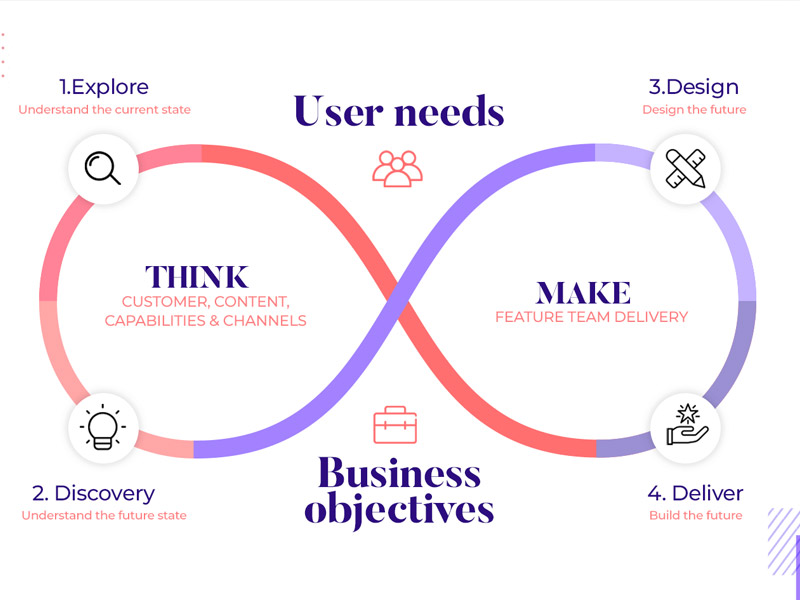 1.Explore
Understand the current state
User needs
3.Design
Design the future
THINK
CUSTOMER, CONTENT,
CAPABILITIES & CHANNELS
MAKE
FEATURE TEAM DELIVERY
2. Discovery
Understand the future state
Business
objectives
4. Deliver
Build the future